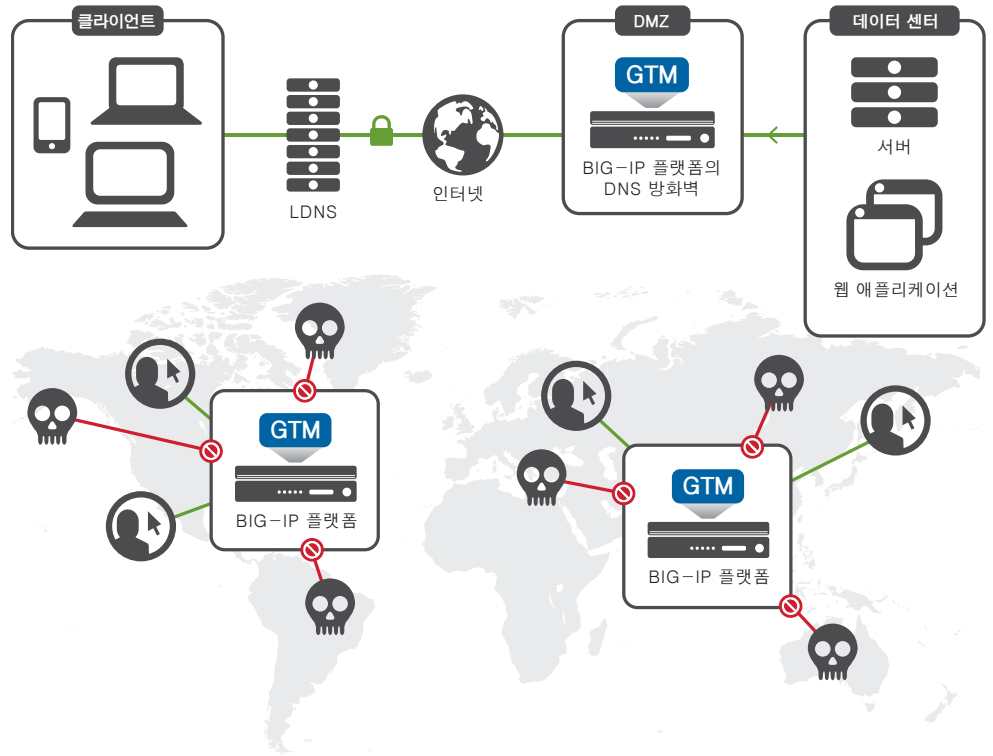 클라이언트
DMZ
데이터 센터
GTM
서버
BIG-IP 플랫폼의
DNS 방화벽
인터넷
LDNS
웹 애플리케이션
GTM
BIG-IP 플랫폼
GTM
BIG-IP 플랫폼